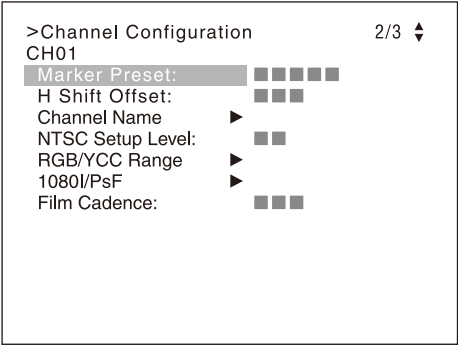 >Channel Configuration 2/3
CH01
Marker Preset:
H Shift Offset:
Channel Name
NTSC Setup Level:
RGB/YCC Range
1080I/PsF
Film Cadence: